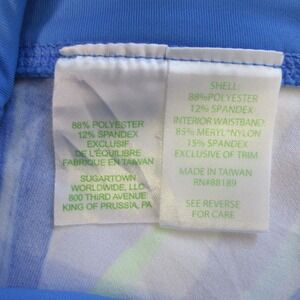 88% POLYESTER
12% SPANDEX
EXCLUSIF
DE L'ÉQUILIBRE
FABRIQUE EN TAIWAN
SUGARTOWN
WORLDWIDE, LLC
800 THIRD AVENUE
KING OF PRUSSIA, PA
SHELL
88%POLYESTER
12% SPANDEX
INTERIOR WAISTBAND:
85% MERYL® NYLON
15% SPANDEX
EXCLUSIVE OF TRIM.
MADE IN TAIWAN
RN#88189
SEE REVERSE
FOR CARE